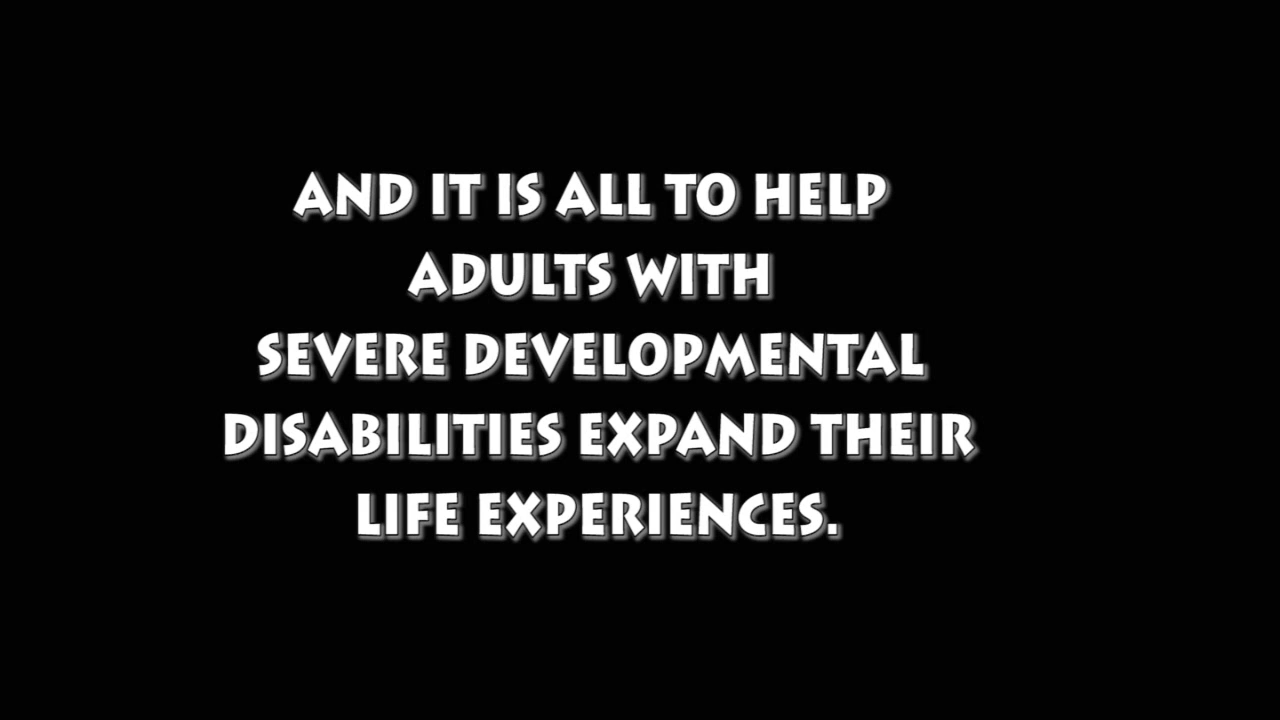 AND IT IS ALL TO HELP
ADULTS WITH
SEVERE DEVELOPMENTAL
DISABILITIES EXPAND THEIR
LIFE EXPERIENCES.